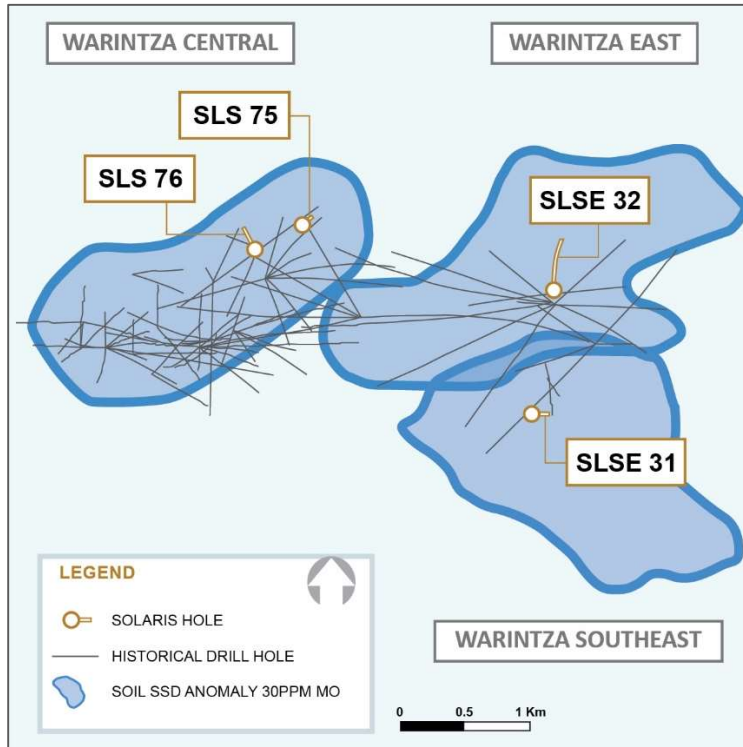 WARINTZA CENTRAL
WARINTZA EAST
SLS 75
SLS 76
SLSE 32
SLSE 31
LEGEND
SOLARIS HOLE
HISTORICAL DRILL HOLE
SOIL SSD ANOMALY 30PPM MO
WARINTZA SOUTHEAST
0 0.5 1 Km